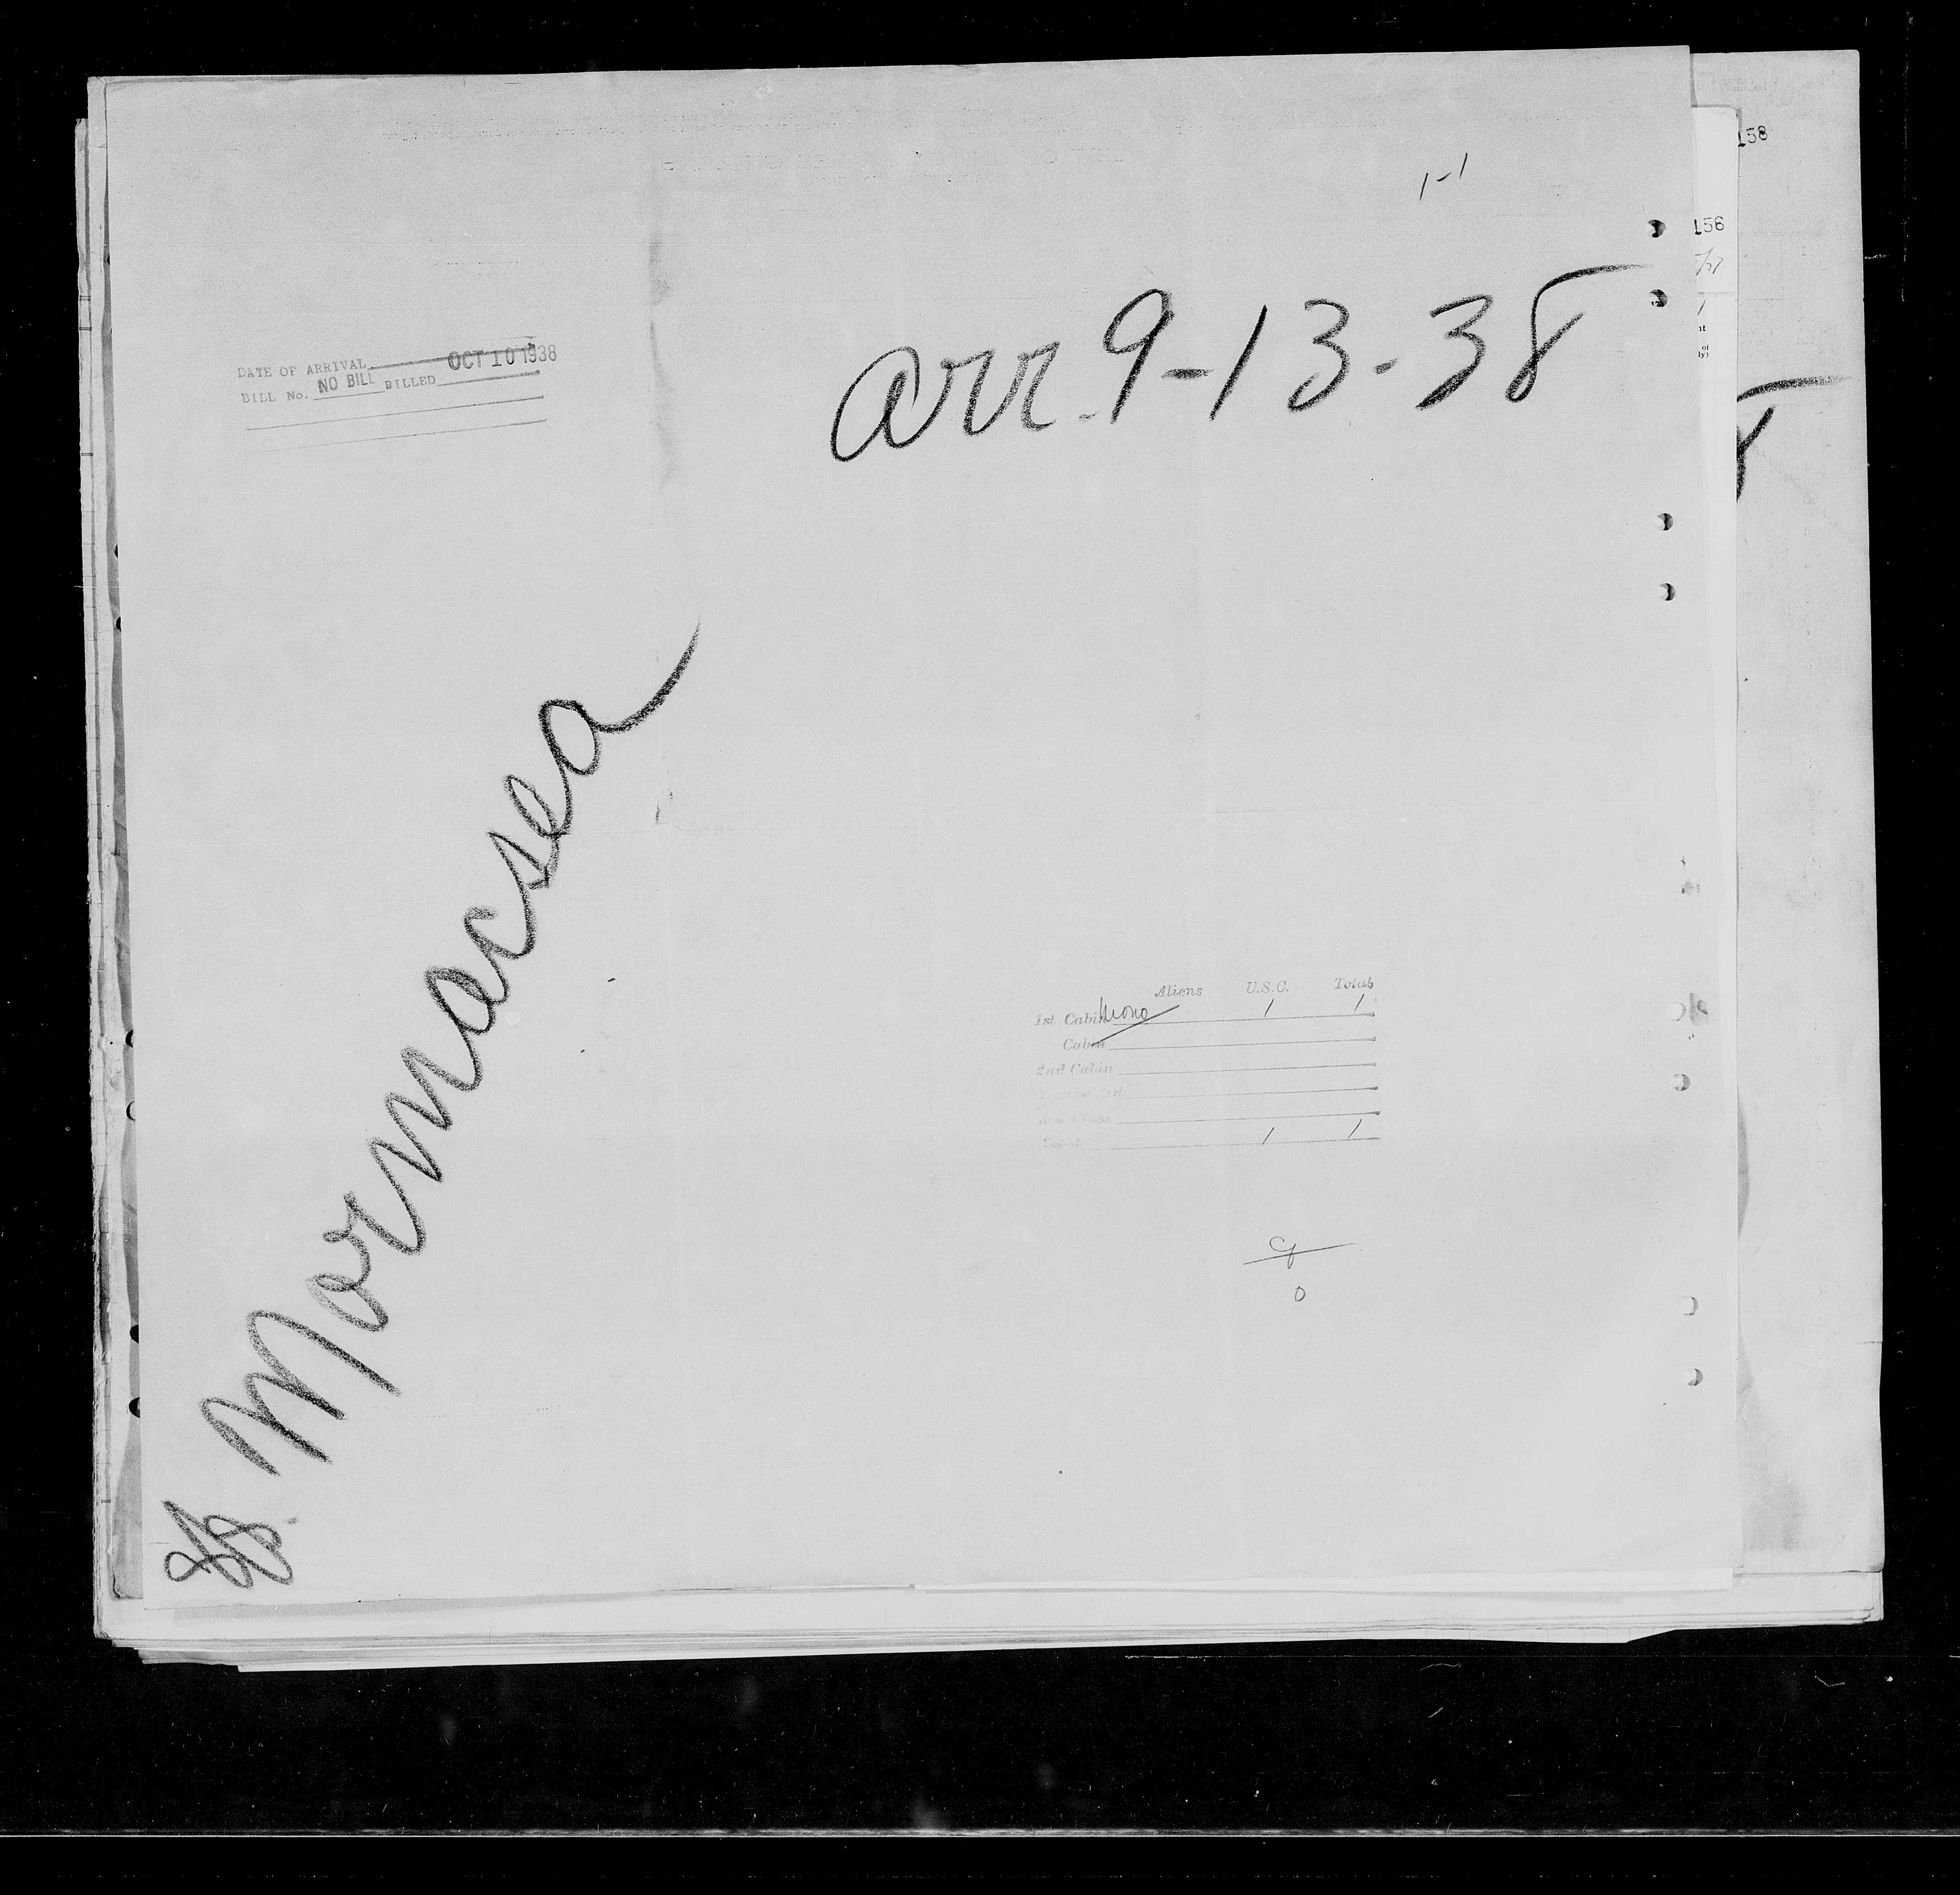 158
1-1
156
arr. 9-13-38
DATE OF ARRIVAL OCT 10 1938
BILL No. NO BILL BILLED
SS. Mormacsea
Aliens U.S.C. Totals
1st Cabin None 1 1
Cabin
2nd Cabin
1 1
0